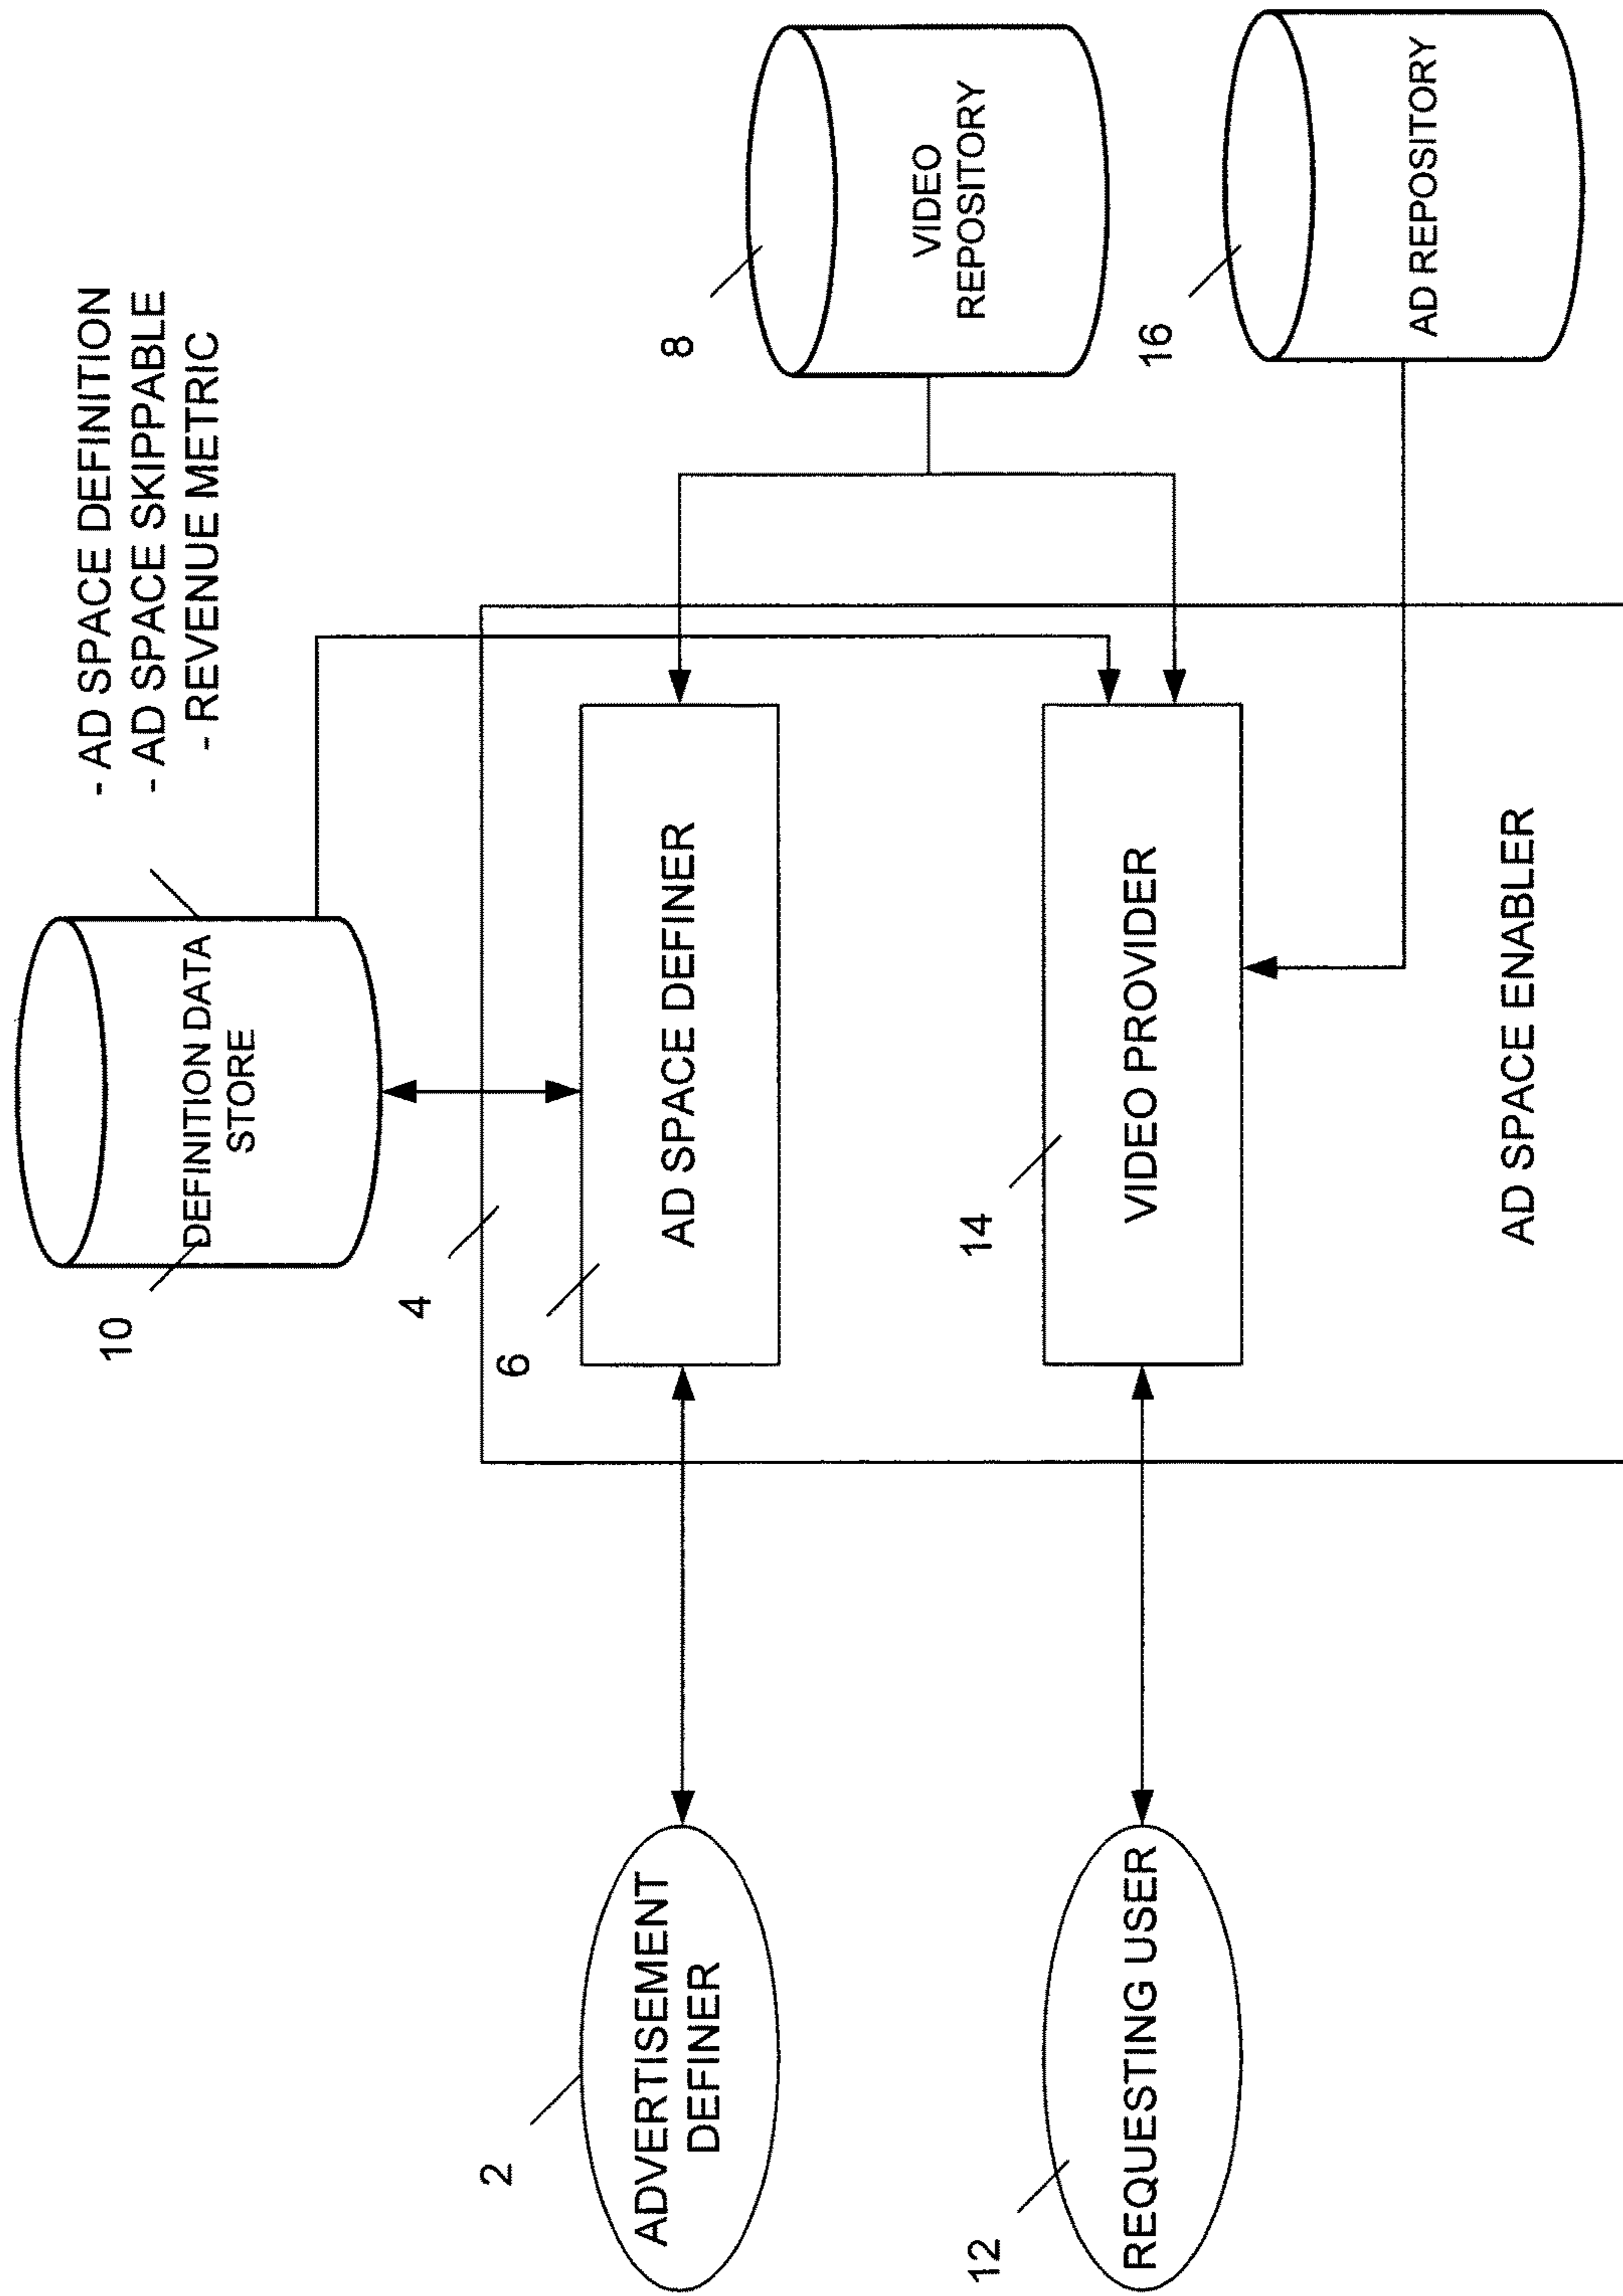 - AD SPACE DEFINITION
- AD SPACE SKIPPABLE
- REVENUE METRIC
10
DEFINITION DATA
STORE
4
6
AD SPACE DEFINER
2
ADVERTISEMENT
DEFINER
8
VIDEO
REPOSITORY
12
REQUESTING USER
14
VIDEO PROVIDER
16
AD REPOSITORY
AD SPACE ENABLER